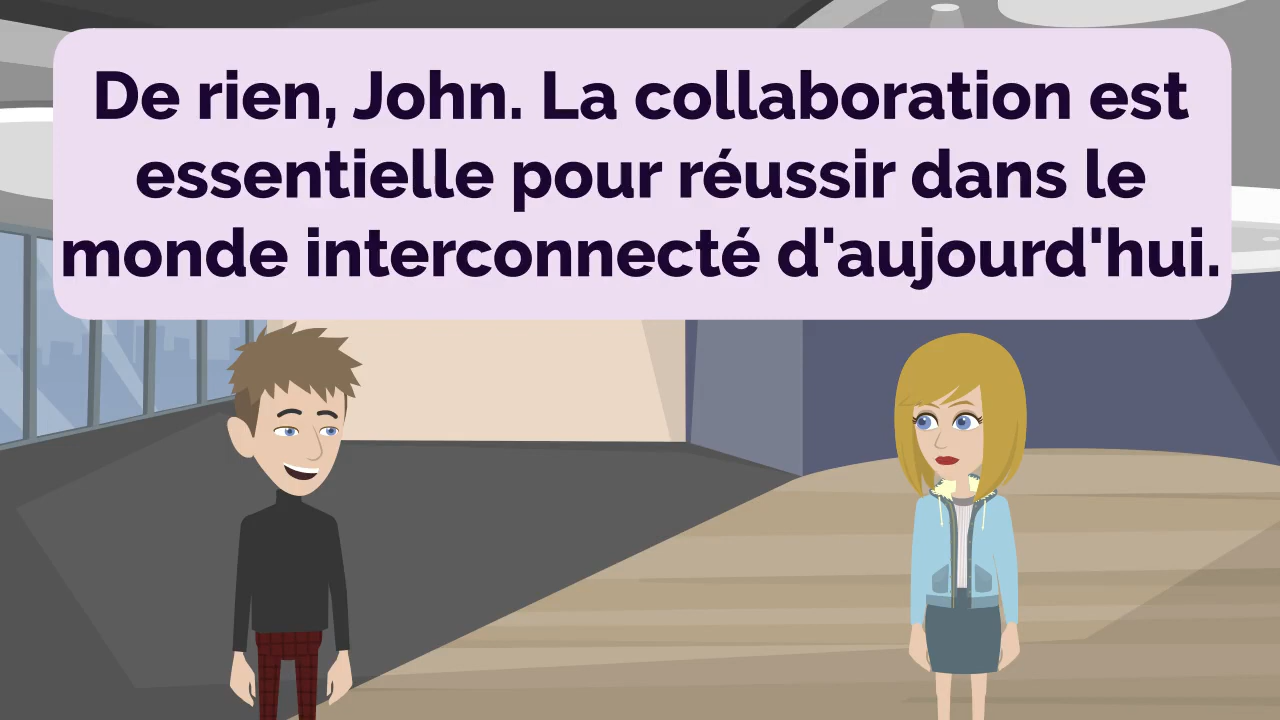 De rien, John. La collaboration est
essentielle pour réussir dans le
monde interconnecté d'aujourd'hui.